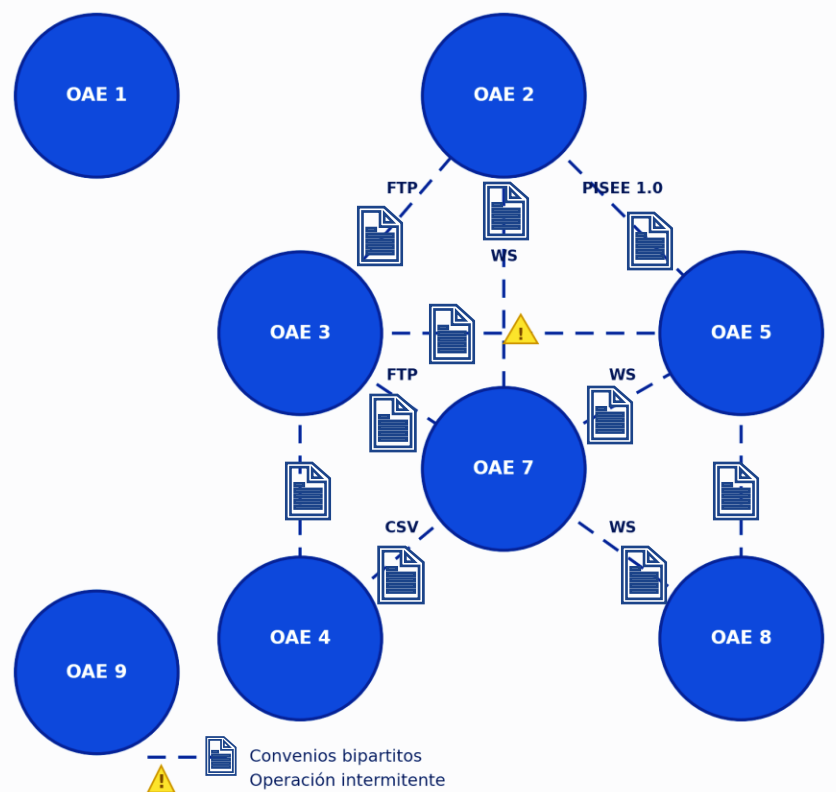 OAE 1
OAE 2
FTP
PISEE 1.0
WS
OAE 3
OAE 5
FTP
WS
OAE 7
CSV
WS
OAE 4
OAE 8
OAE 9
Convenios bipartitos
Operación intermitente